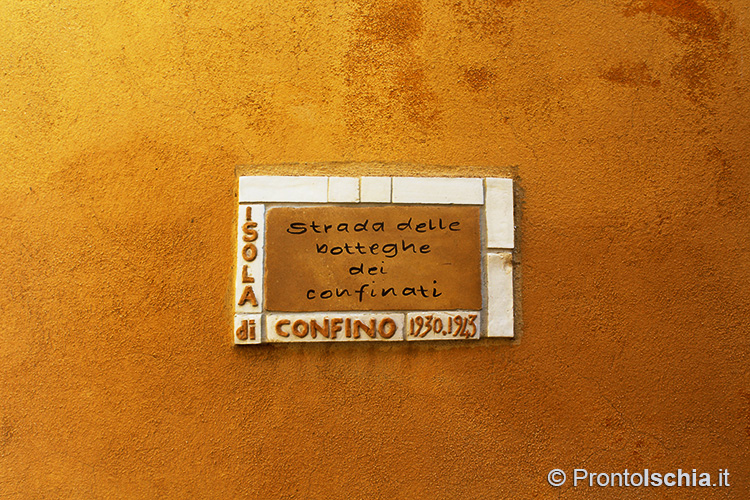 Strada delle
botteghe
dei
confinati
ISOLA
di CONFINO 1930.1943
© ProntoIschia.it